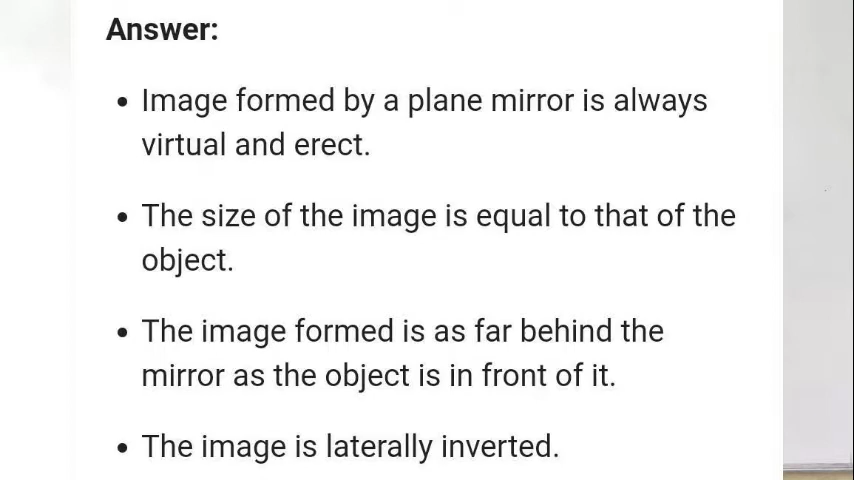 Answer:
• Image formed by a plane mirror is always
virtual and erect.
• The size of the image is equal to that of the
object.
• The image formed is as far behind the
mirror as the object is in front of it.
• The image is laterally inverted.